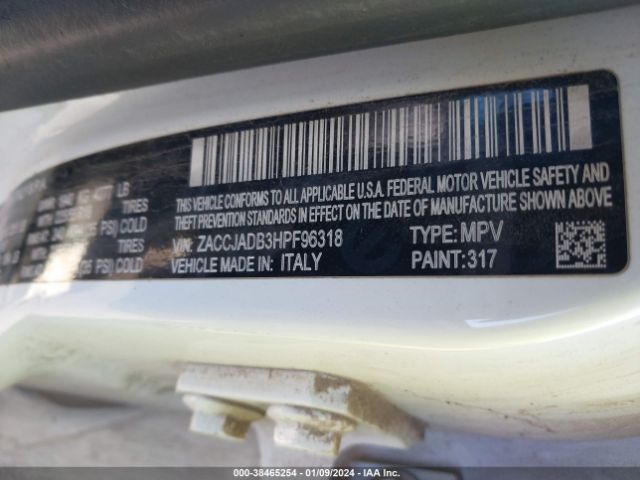 THIS VEHICLE CONFORMS TO ALL APPLICABLE U.S.A. FEDERAL MOTOR VEHICLE SAFETY AND
THEFT PREVENTION STANDARDS IN EFFECT ON THE DATE OF MANUFACTURE SHOWN ABOVE.
VIN: ZACCJADB3HPF96318 TYPE: MPV
VEHICLE MADE IN ITALY PAINT: 317
LB
TIRES
PSI) COLD
TIRES
PSI) COLD
000-38465254 - 01/09/2024 - IAA Inc.